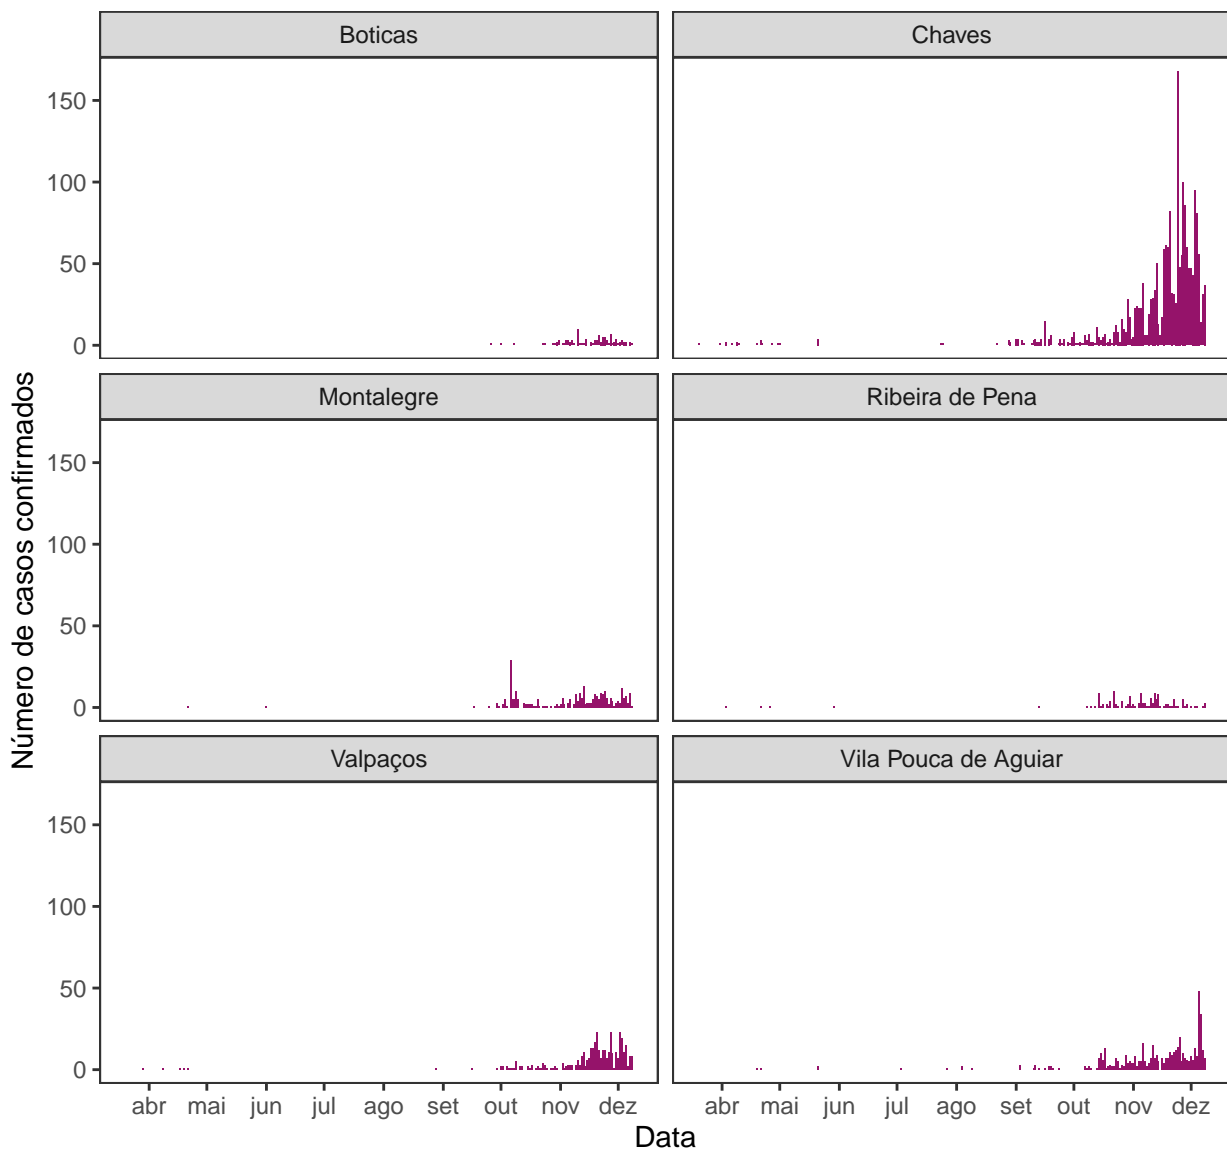 Boticas
Chaves
150
100
50
0
Montalegre
Ribeira de Pena
150
100
50
0
Número de casos confirmados
Valpaços
Vila Pouca de Aguiar
150
100
50
0
abr mai jun jul ago set out nov dez
abr mai jun jul ago set out nov dez
Data